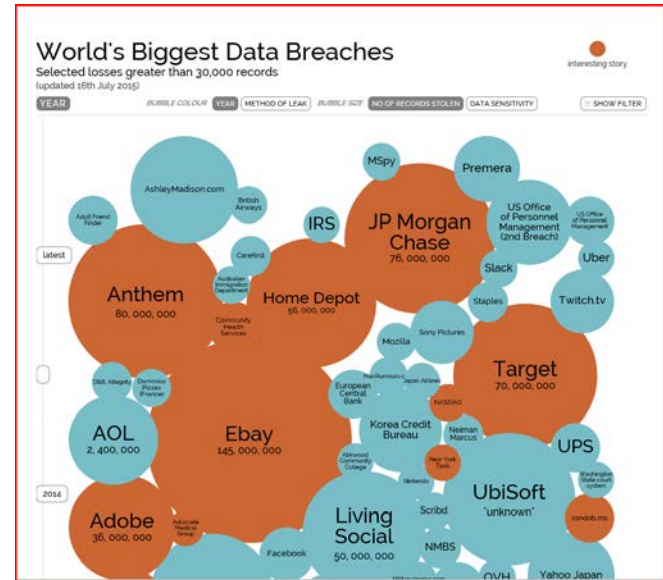 World's Biggest Data Breaches
Selected losses greater than 30,000 records
(updated 16th July 2015)
interesting story
YEAR
BUBBLE COLOUR YEAR METHOD OF LEAK BUBBLE SIZE NO OF RECORDS STOLEN DATA SENSITIVITY SHOW FILTER
AshleyMadison.com
British
Airways
Adult Friend
Finder
MSpy
Premera
IRS
JP Morgan
Chase
76, 000, 000
US Office
of Personnel
Management
(2nd Breach)
US Office
of Personnel
Management
latest
Carefirst
Australian
Immigration
Department
Anthem
80, 000, 000
Home Depot
56, 000, 000
Community
Health
Services
Slack
Uber
Staples
Twitch.tv
Mozilla
Sony Pictures
Target
70, 000, 000
D&B, Altegrity
Dominios
Pizzas
(France)
European
Central
Bank
Japan Airlines
NASDAQ
AOL
2, 400, 000
Ebay
145, 000, 000
Korea Credit
Bureau
Neiman
Marcus
UPS
Kirkwood
Community
College
New York
Taxis
Nintendo
UbiSoft
"unknown"
Washington
State court
system
2014
Adobe
36, 000, 000
Advocate
Medical
Group
Living
Social
50, 000, 000
Scribd
ssndob.ms
Facebook
NMBS
OVH
Yahoo Japan